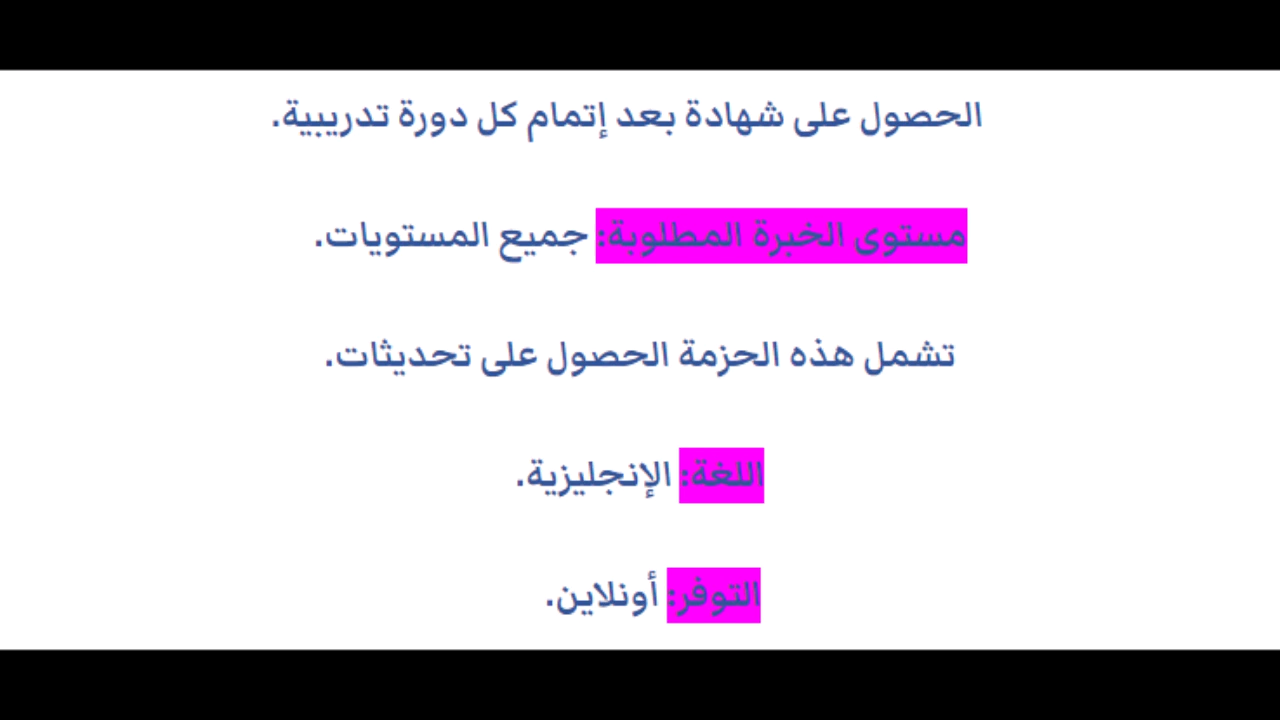 الحصول على شهادة بعد إتمام كل دورة تدريبية.
مستوى الخبرة المطلوبة: جميع المستويات.
تشمل هذه الحزمة الحصول على تحديثات.
اللغة: الإنجليزية.
التوفر: أونلاين.